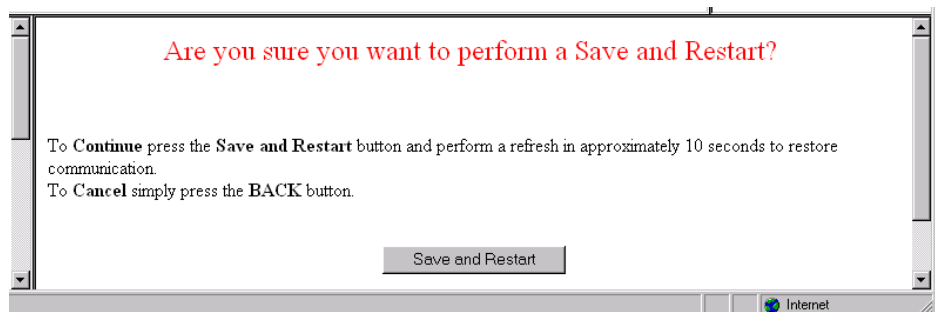 Are you sure you want to perform a Save and Restart?
To Continue press the Save and Restart button and perform a refresh in approximately 10 seconds to restore
communication.
To Cancel simply press the BACK button.
Save and Restart
Internet